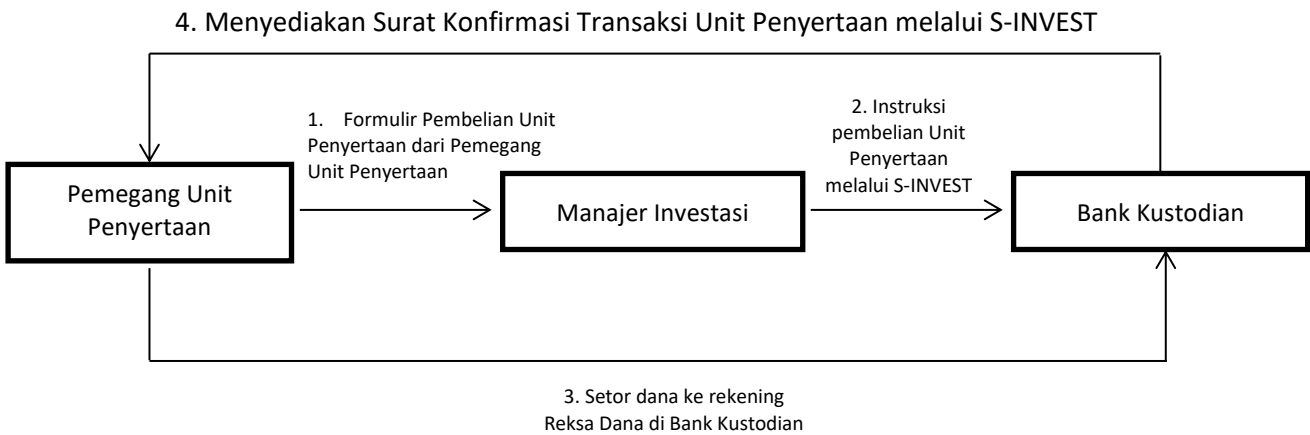 4. Menyediakan Surat Konfirmasi Transaksi Unit Penyertaan melalui S-INVEST
1. Formulir Pembelian Unit
Penyertaan dari Pemegang
Unit Penyertaan
2. Instruksi
pembelian Unit
Penyertaan
melalui S-INVEST
Pemegang Unit
Penyertaan
Manajer Investasi
Bank Kustodian
3. Setor dana ke rekening
Reksa Dana di Bank Kustodian